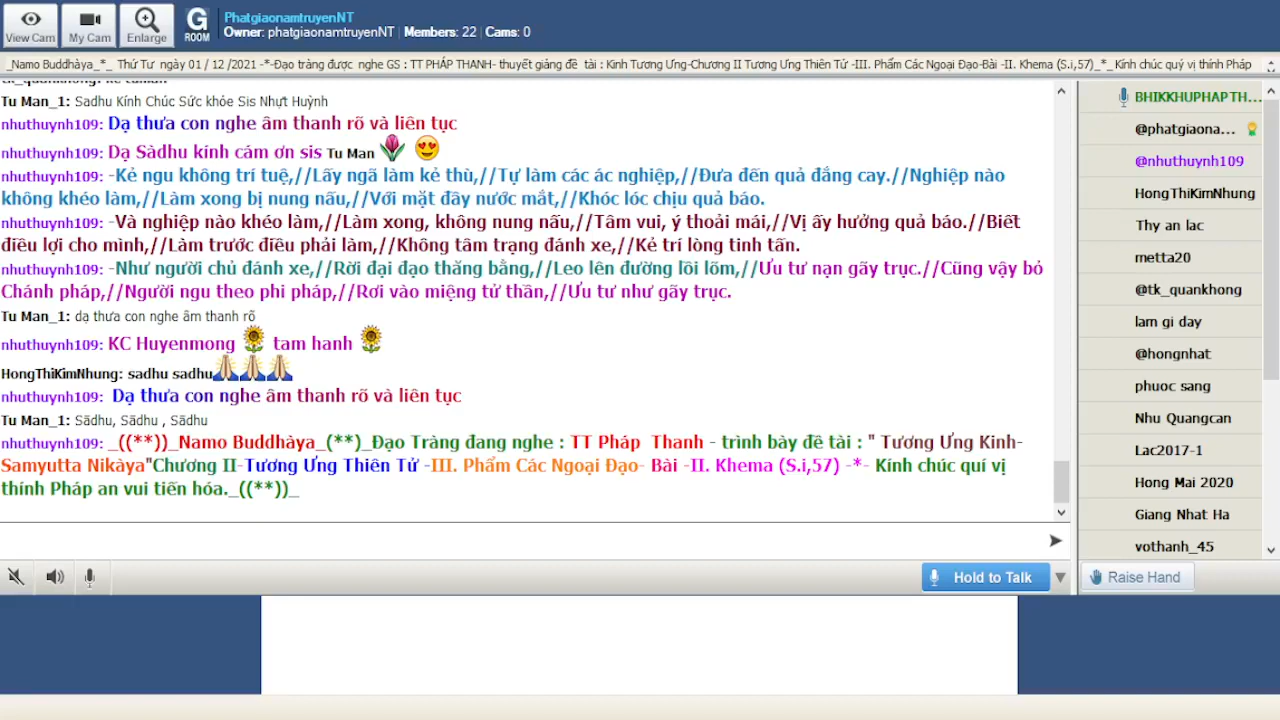 PhatgiaonamtruyenNT
Owner: phatgiaonamtruyenNT | Members: 22 | Cams: 0
View Cam
My Cam
Enlarge
G
ROOM
_Namo Buddhàya_*_ Thứ Tư ngày 01 / 12 /2021 -*-Đạo tràng được nghe GS : TT PHÁP THANH- thuyết giảng đề tài : Kinh Tương Ưng-Chương II Tương Ưng Thiên Tử -III. Phẩm Các Ngoại Đạo-Bài -II. Khema (S.i,57)_*_Kính chúc quý vị thính Pháp
Tu Man_1: Sadhu Kính Chúc Sức khỏe Sis Nhựt Huỳnh
nhuthuynh109: Dạ thưa con nghe âm thanh rõ và liên tục
nhuthuynh109: Dạ Sàdhu kính cám ơn sis Tu Man
nhuthuynh109: -Kẻ ngu không trí tuệ,//Lấy ngã làm kẻ thù,//Tự làm các ác nghiệp,//Đưa đến quả đắng cay.//Nghiệp nào
không khéo làm,//Làm xong bị nung nấu,//Với mặt đầy nước mắt,//Khóc lóc chịu quả báo.
nhuthuynh109: -Và nghiệp nào khéo làm,//Làm xong, không nung nấu,//Tâm vui, ý thoải mái,//Vị ấy hưởng quả báo.//Biết
điều lợi cho mình,//Làm trước điều phải làm,//Không tâm trạng đánh xe,//Kẻ trí lòng tinh tấn.
nhuthuynh109: -Như người chủ đánh xe,//Rời đại đạo thăng bằng,//Leo lên đường lồi lõm,//Ưu tư nạn gãy trục.//Cũng vậy bỏ
Chánh pháp,//Người ngu theo phi pháp,//Rơi vào miệng tử thần,//Ưu tư như gãy trục.
Tu Man_1: dạ thưa con nghe âm thanh rõ
nhuthuynh109: KC Huyenmong tam hanh
HongThiKimNhung: sadhu sadhu
nhuthuynh109: Dạ thưa con nghe âm thanh rõ và liên tục
Tu Man_1: Sādhu, Sādhu , Sādhu
nhuthuynh109: _((**))_Namo Buddhàya_(**)_Đạo Tràng đang nghe : TT Pháp Thanh - trình bày đề tài : " Tương Ưng Kinh-
Samyutta Nikàya"Chương II-Tương Ưng Thiên Tử -III. Phẩm Các Ngoại Đạo- Bài -II. Khema (S.i,57) -*- Kính chúc quí vị
thính Pháp an vui tiến hóa._((**))_
BHIKKHUPHAPTH...
@phatgiaona...
@nhuthuynh109
HongThiKimNhung
Thy an lac
metta20
@tk_quankhong
lam gi day
@hongnhat
phuoc sang
Nhu Quangcan
Lac2017-1
Hong Mai 2020
Giang Nhat Ha
vothanh_45
Hold to Talk
Raise Hand